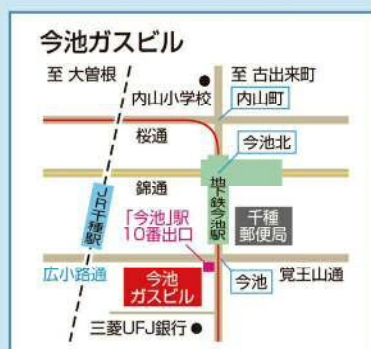 今池ガスビル
至 大曽根
至 古出来町
内山小学校
内山町
桜通
今池北
錦通
地下鉄今池駅
JR千種駅
「今池」駅
10番出口
千種
郵便局
広小路通
今池
ガスビル
今池
覚王山通
三菱UFJ銀行